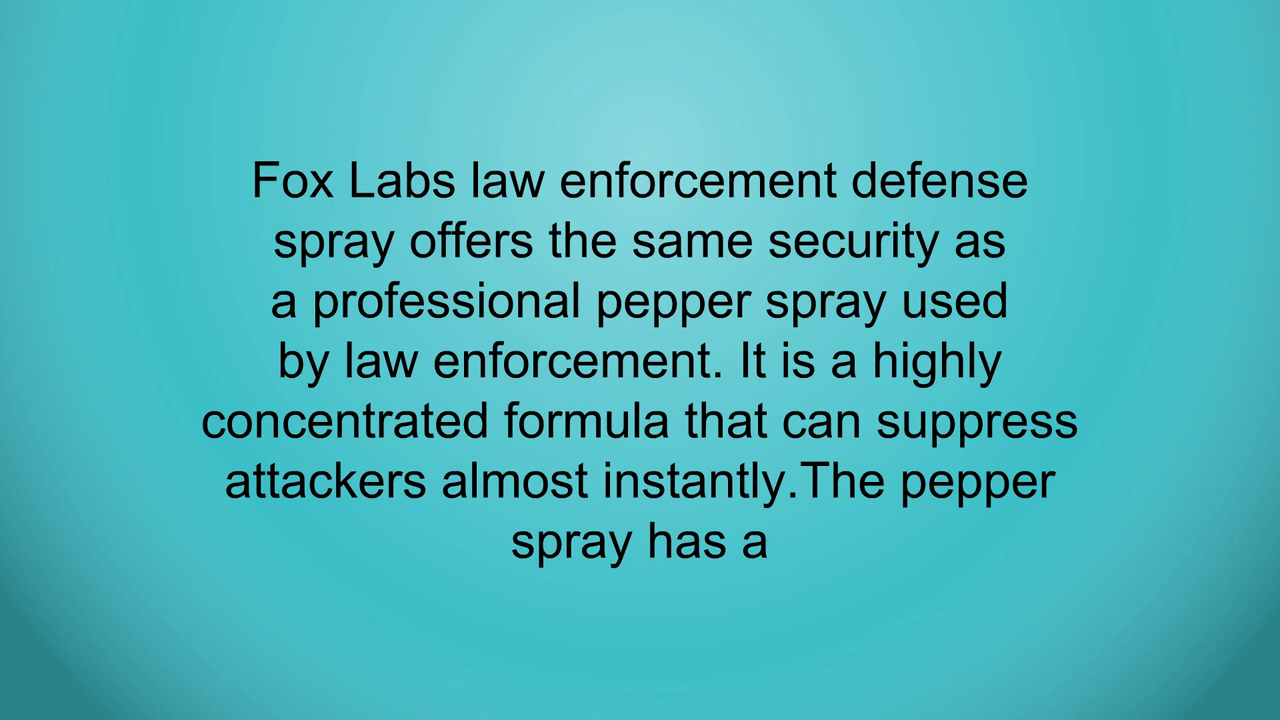 Fox Labs law enforcement defense
spray offers the same security as
a professional pepper spray used
by law enforcement. It is a highly
concentrated formula that can suppress
attackers almost instantly.The pepper
spray has a